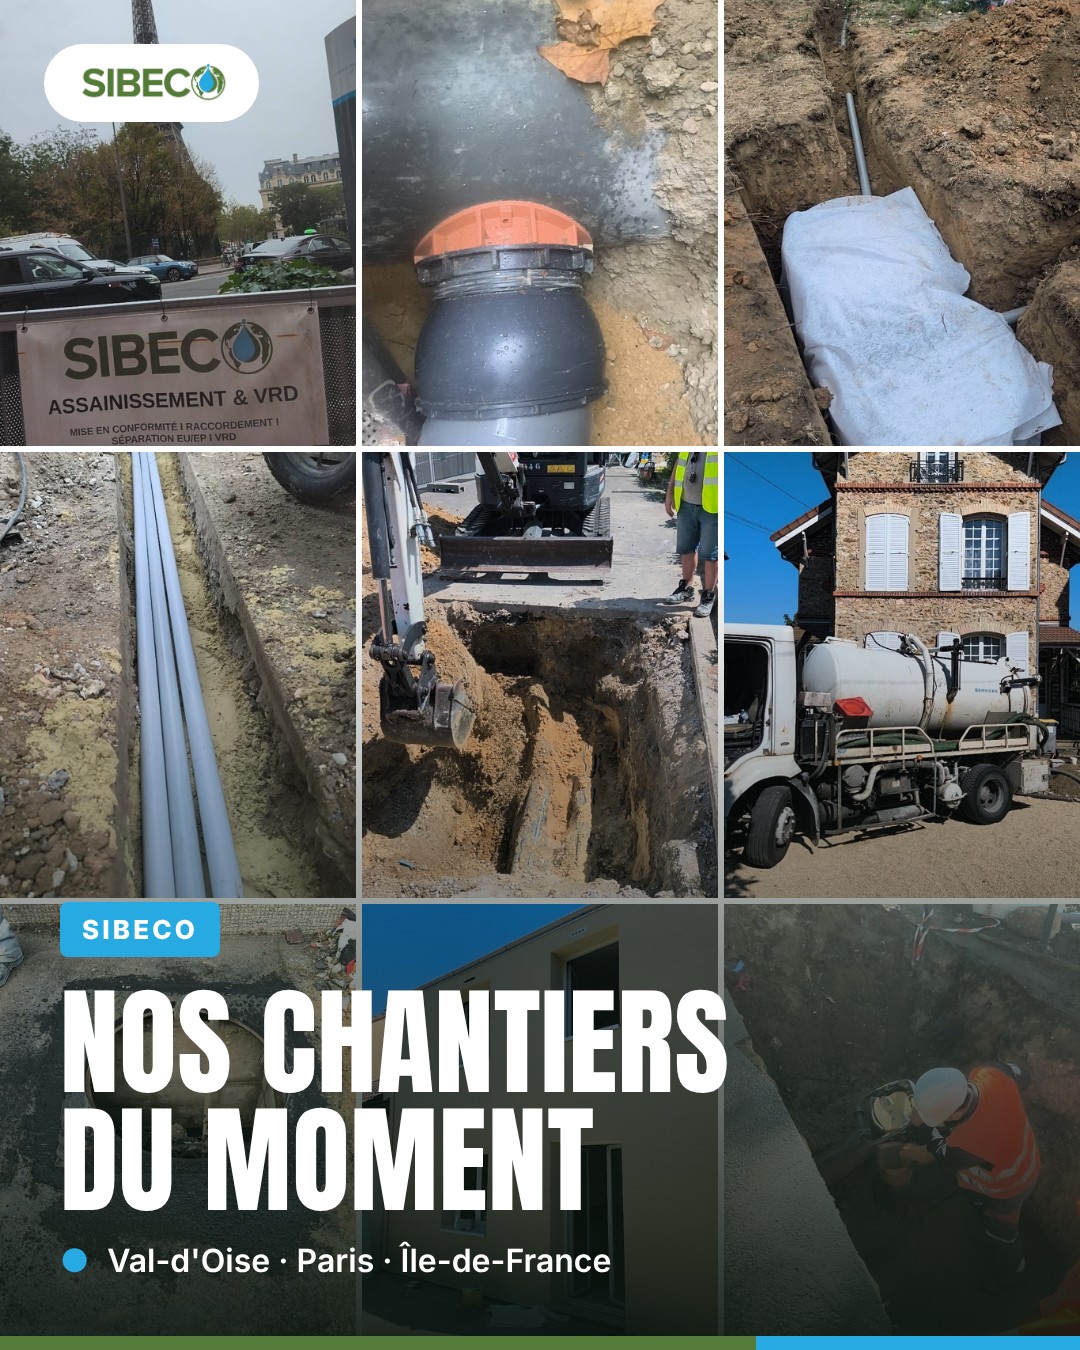 SIBECO
SIBECO
ASSAINISSEMENT & VRD
MISE EN CONFORMITÉ I RACCORDEMENT I
SÉPARATION EU/EP I VRD
SIBECO
NOS CHANTIERS
DU MOMENT
Val-d'Oise · Paris · Île-de-France